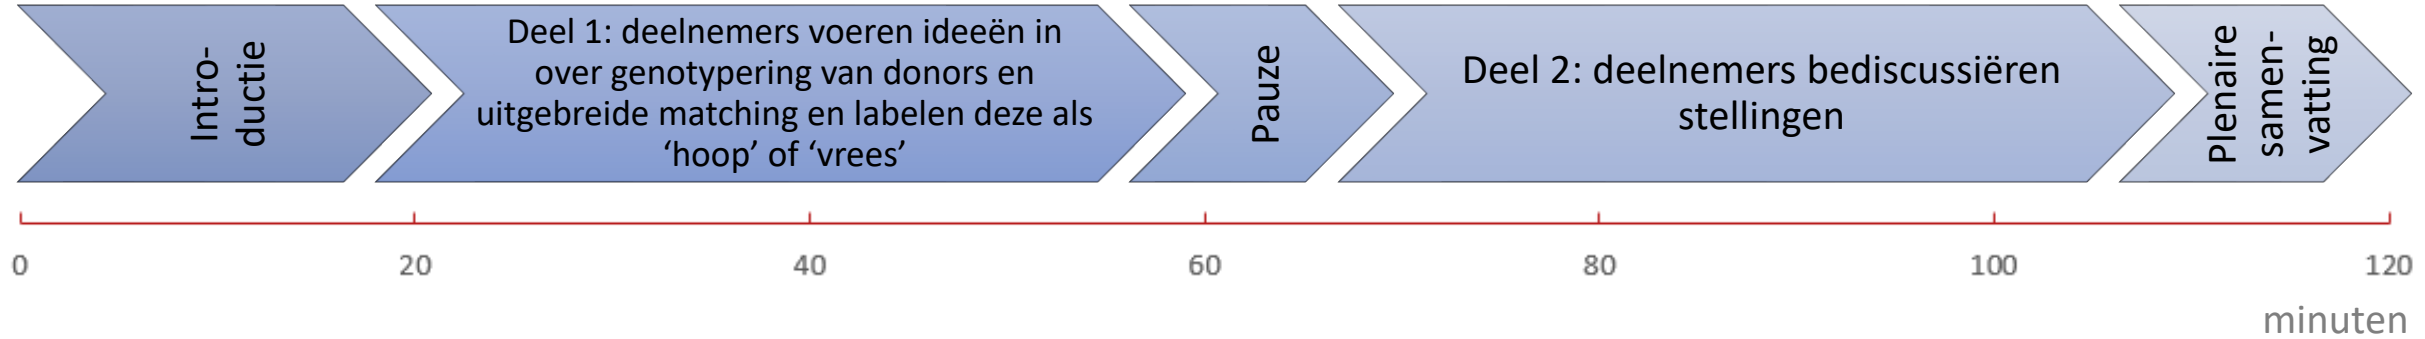 Intro-
ductie
Deel 1: deelnemers voeren ideeën in
over genotypering van donors en
uitgebreide matching en labelen deze als
‘hoop’ of ‘vrees’
Pauze
Deel 2: deelnemers bediscussiëren
stellingen
Plenaire
samen-
vatting
0 20 40 60 80 100 120
minuten